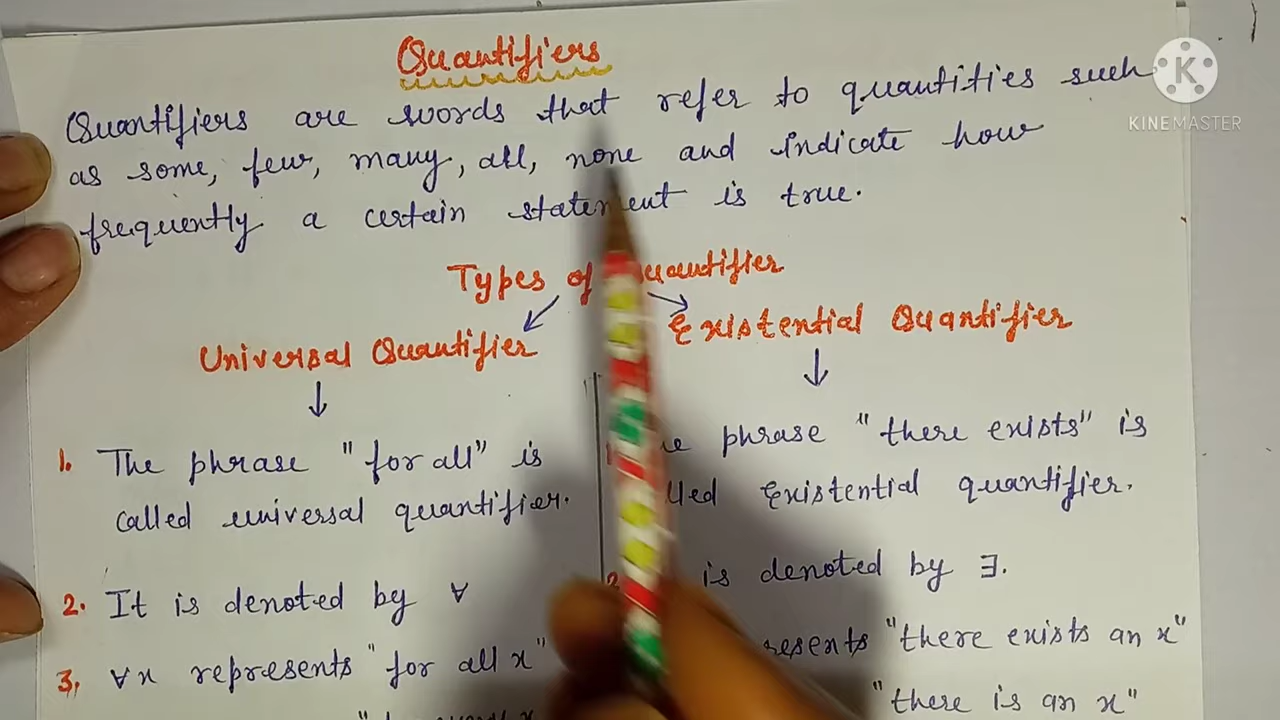 Quantifiers
Quantifiers are words that refer to quantities such
as some, few, many, all, none and indicate how
frequently a certain statement is true.
Types of Quantifier
Universal Quantifier
Existential Quantifier
1. The phrase "for all" is
called universal quantifier.
2. It is denoted by ∀
3. ∀x represents "for all x"
phrase "there exists" is
Existential quantifier.
2. is denoted by ∃.
"there exists an x"
"there is an x"
KINEMASTER